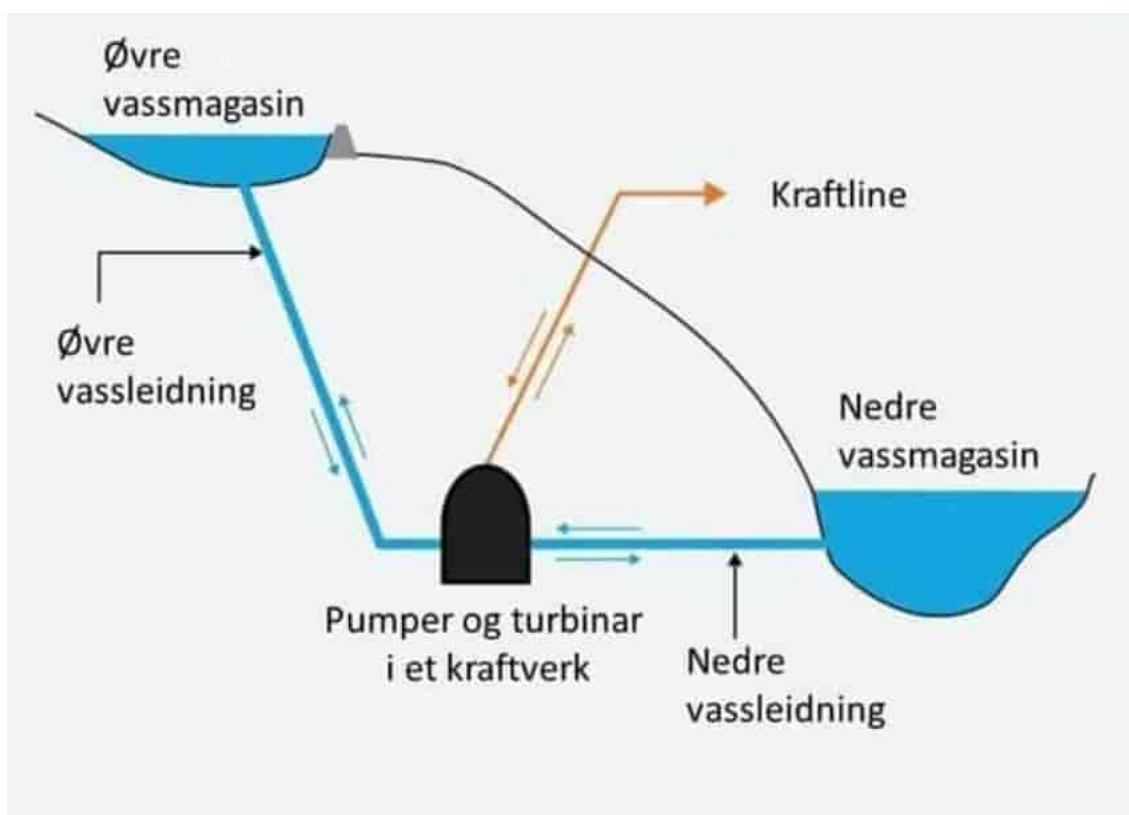 Øvre
vassmagasin
Kraftline
Øvre
vassleidning
Nedre
vassmagasin
Pumper og turbinar
i et kraftverk
Nedre
vassleidning